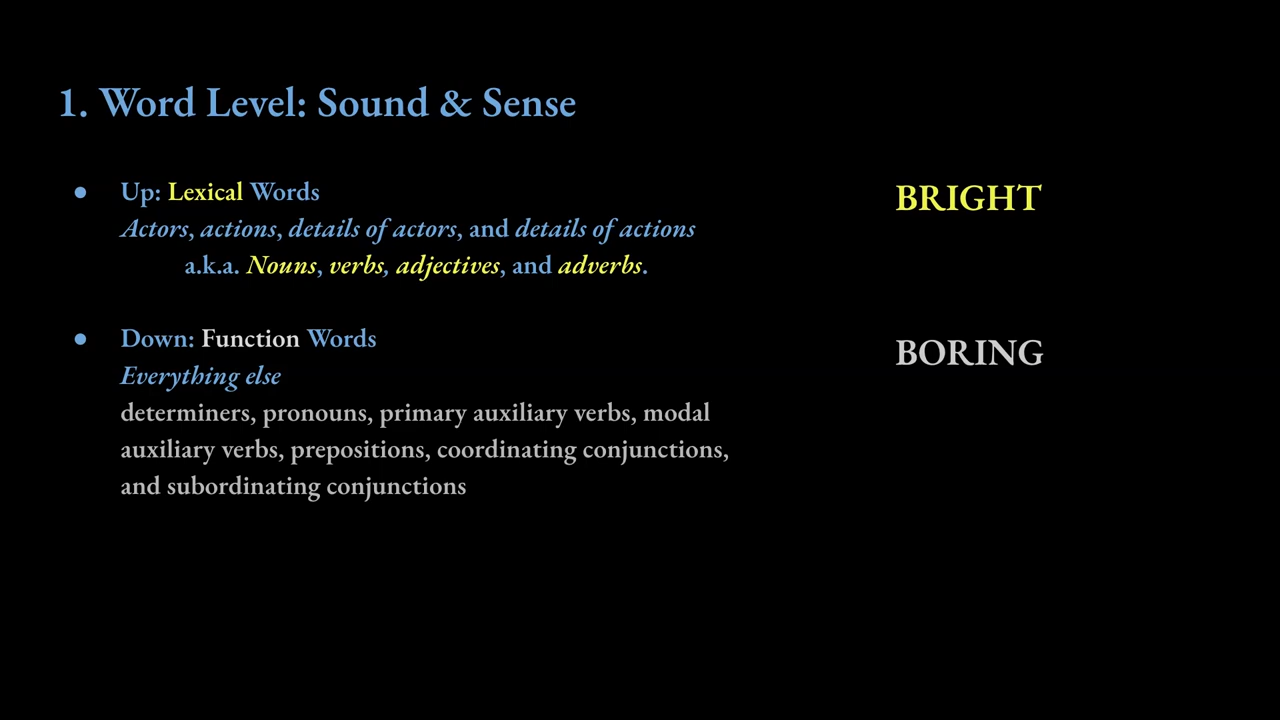 1. Word Level: Sound & Sense
● Up: Lexical Words
BRIGHT
Actors, actions, details of actors, and details of actions
a.k.a. Nouns, verbs, adjectives, and adverbs.
● Down: Function Words
BORING
Everything else
determiners, pronouns, primary auxiliary verbs, modal
auxiliary verbs, prepositions, coordinating conjunctions,
and subordinating conjunctions